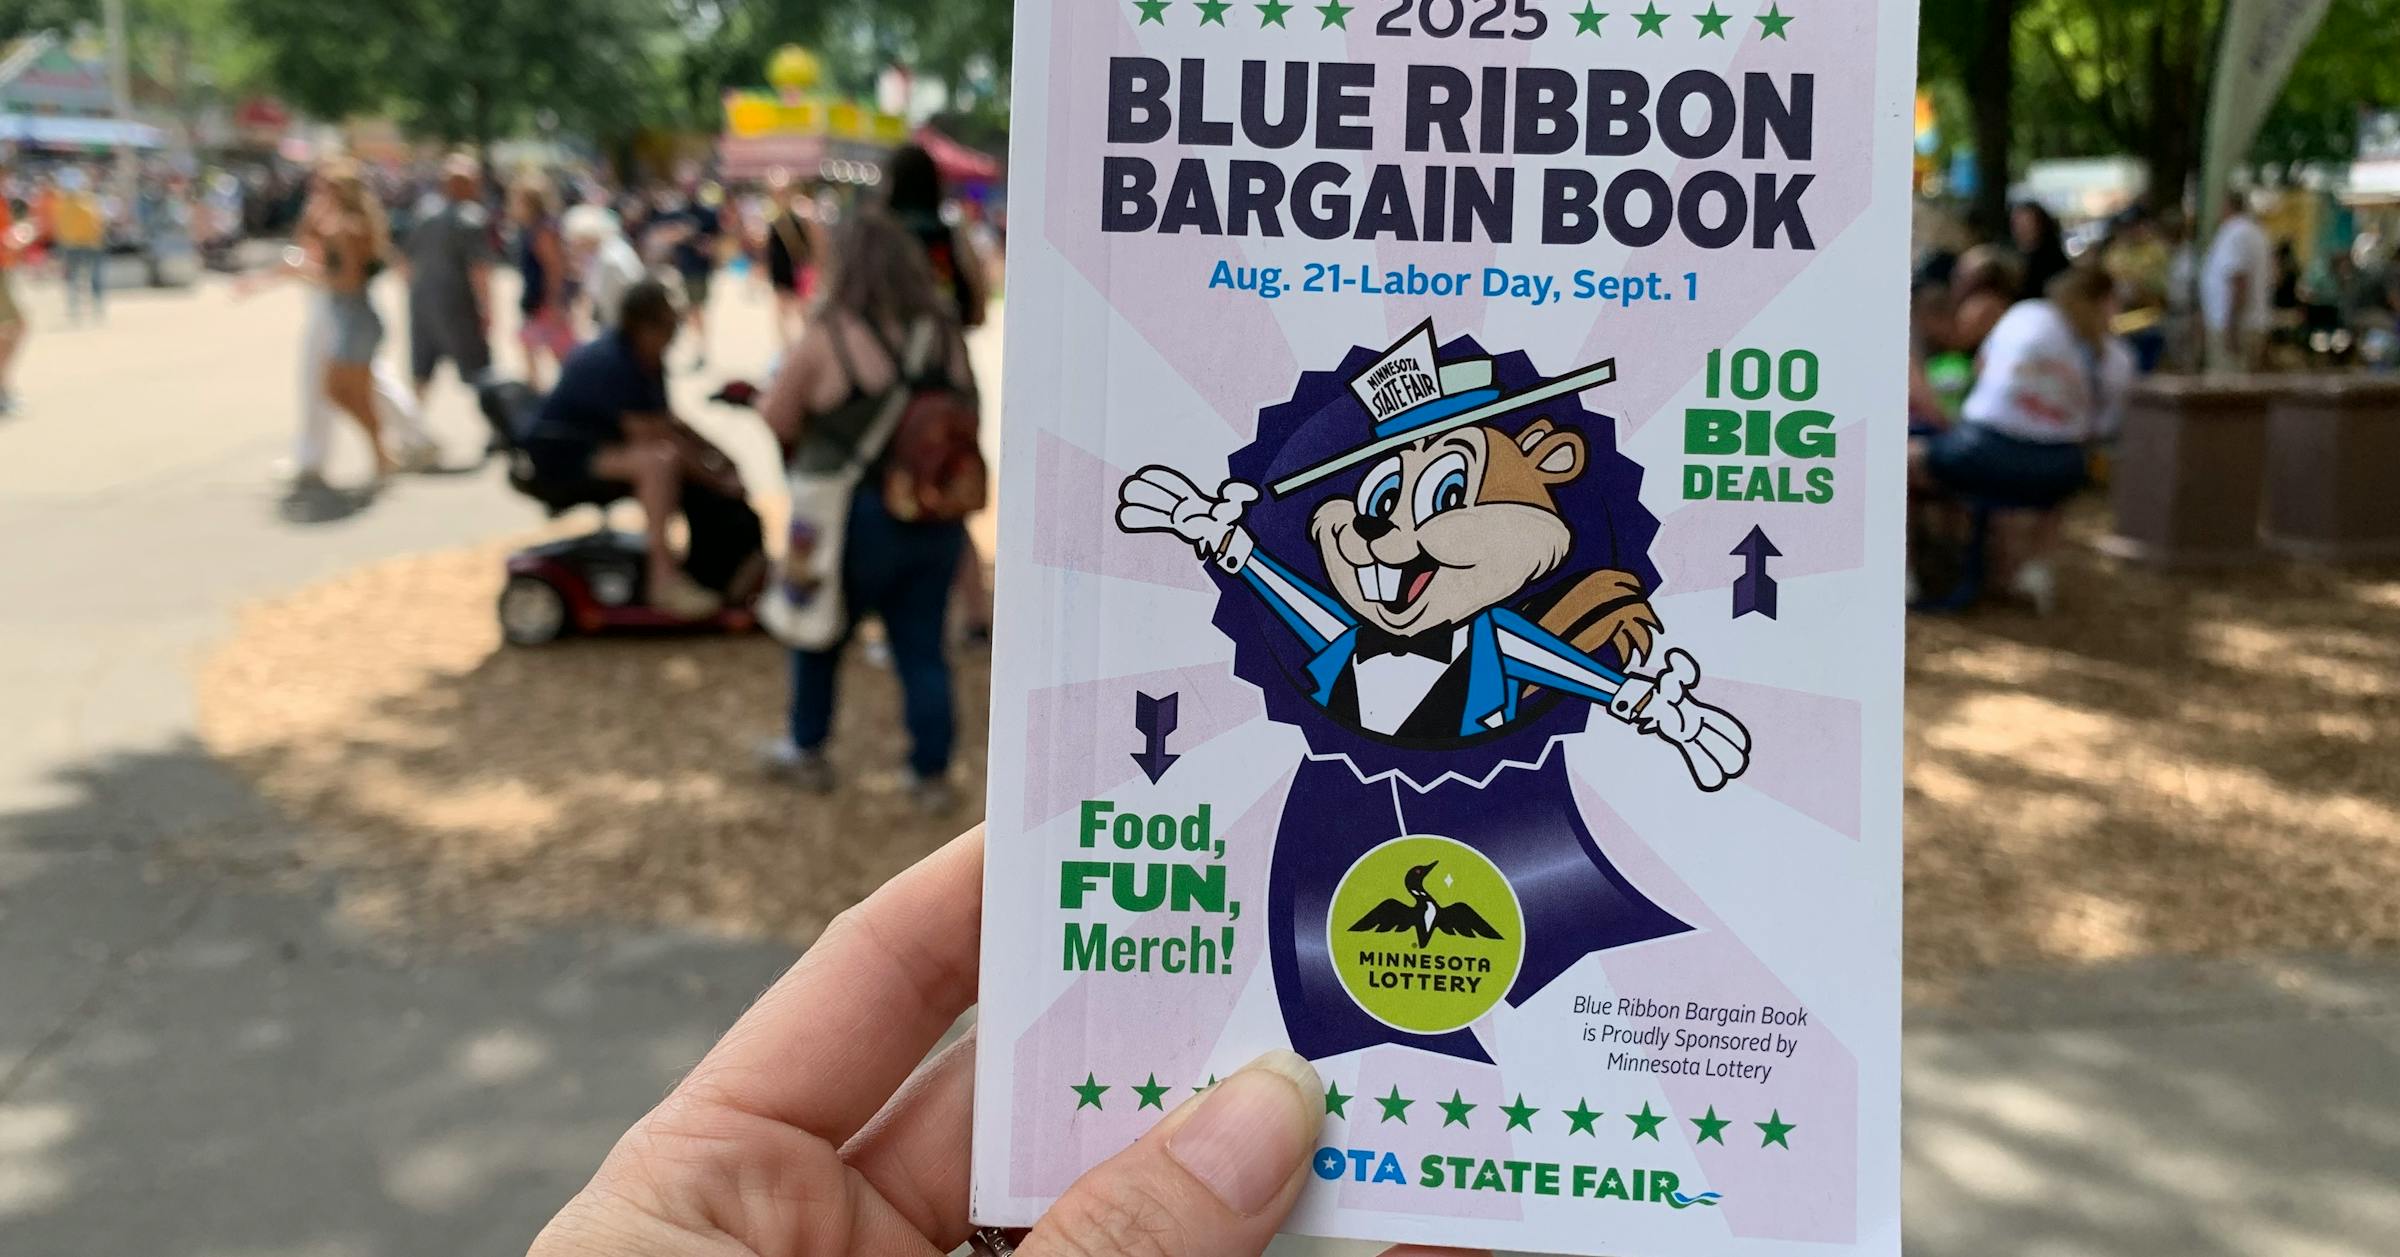 2025
BLUE RIBBON
BARGAIN BOOK
Aug. 21-Labor Day, Sept. 1
MINNESOTA
STATE FAIR
100
BIG
DEALS
Food,
FUN,
Merch!
MINNESOTA
LOTTERY
Blue Ribbon Bargain Book
is Proudly Sponsored by
Minnesota Lottery
OTA STATE FAIR